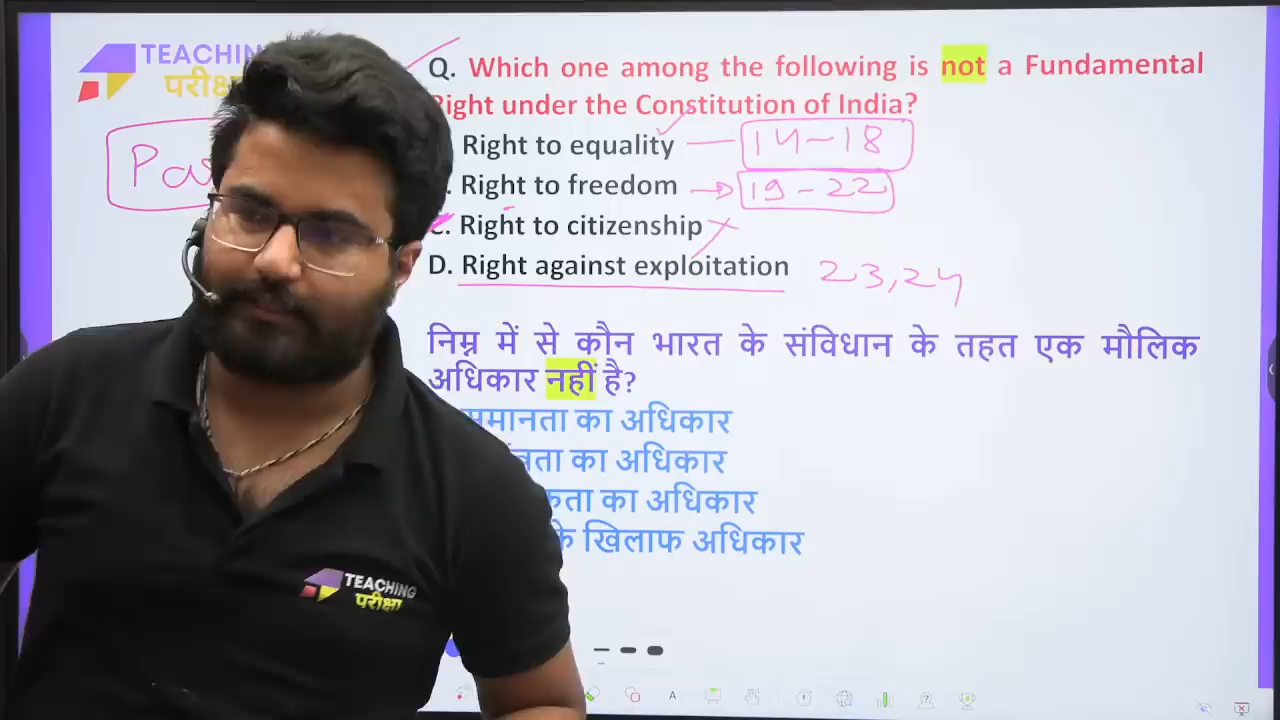 TEACHING
परीक्षा
Q. Which one among the following is not a Fundamental
Right under the Constitution of India?
Right to equality 14-18
Right to freedom 19-22
C. Right to citizenship
D. Right against exploitation 23,24
निम्न में से कौन भारत के संविधान के तहत एक मौलिक
अधिकार नहीं है?
समानता का अधिकार
का अधिकार
का अधिकार
के खिलाफ अधिकार
TEACHING
परीक्षा
A